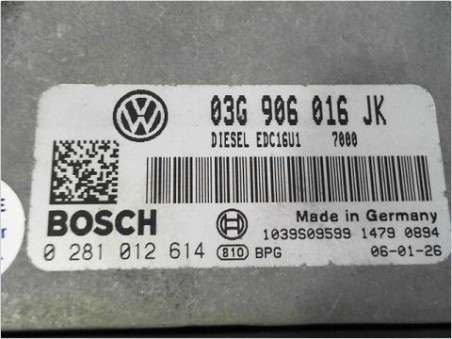 03G 906 016 JK
DIESEL EDC16U1 7000
BOSCH
Made in Germany
0 281 012 614
810 BPG
1039S09599 1479 0894
06-01-26
E
r